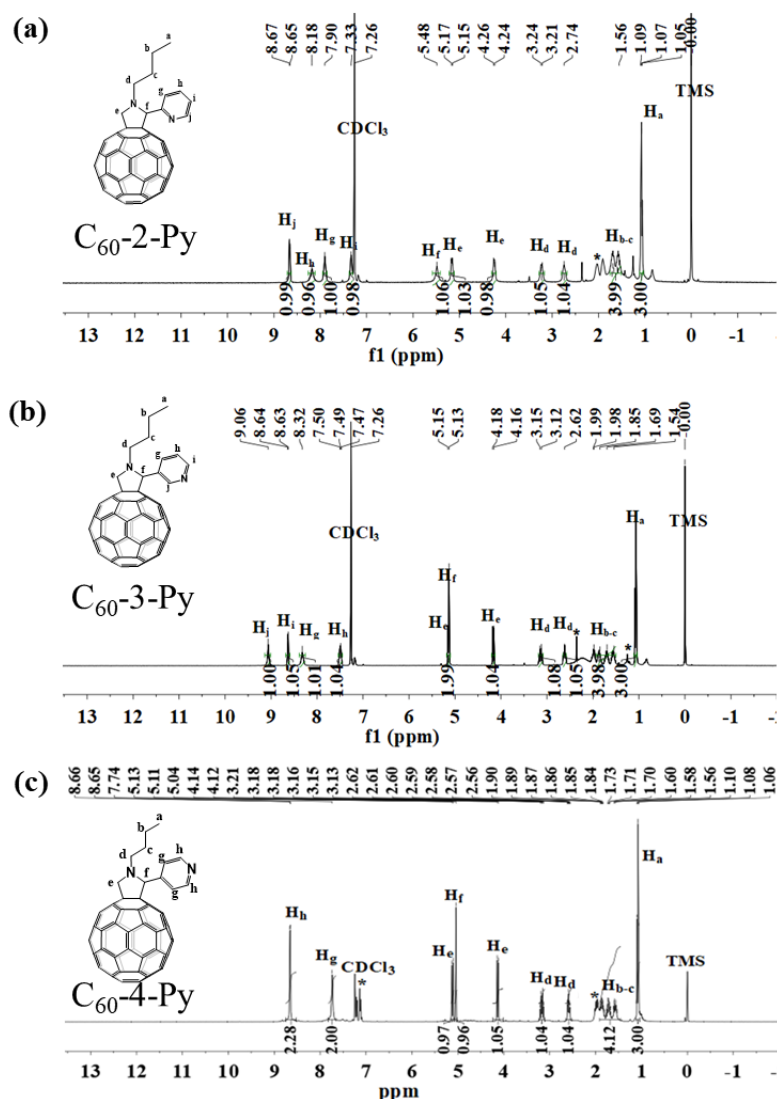 (a)
8.67 8.65 8.18 7.90 7.33 7.26 5.48 5.17 5.15 4.26 4.24 3.24 3.21 2.74 1.56 1.09 1.07 1.05 -0.00
a
b
c
d
N
e
f
g
h
i
j
N
C60-2-Py
CDCl3
TMS
Ha
Hj
Hh
Hg
Hi
Hf
He
He
Hd
Hd
*
Hb-c
0.99 0.96 1.00 0.98 1.06 1.03 0.98 1.05 1.04 3.99 3.00
13 12 11 10 9 8 7 6 5 4 3 2 1 0 -1
f1 (ppm)
(b)
9.06 8.64 8.63 8.32 7.50 7.49 7.47 7.26 5.15 5.13 4.18 4.16 3.15 3.12 2.62 1.99 1.98 1.85 1.69 1.54 -0.00
a
b
c
d
N
e
f
g
h
i
N
j
C60-3-Py
CDCl3
Ha
TMS
Hf
Hj
Hi
Hg
Hh
He
He
Hd
Hd
*
Hb-c
*
1.00 1.05 1.01 1.04 1.99 1.04 1.08 1.05 3.98 3.00
13 12 11 10 9 8 7 6 5 4 3 2 1 0 -1
f1 (ppm)
(c)
8.66 8.65 7.74 5.13 5.11 5.04 4.14 4.12 3.21 3.18 3.18 3.16 3.15 3.13 2.62 2.61 2.60 2.59 2.58 2.57 2.56 1.90 1.89 1.87 1.86 1.85 1.84 1.73 1.71 1.70 1.60 1.58 1.56 1.10 1.08 1.06
a
b
c
d
N
e
f
g
h
N
g
h
C60-4-Py
Ha
Hf
Hh
Hg
CDCl3
*
He
He
Hd
Hd
*
Hb-c
TMS
2.28 2.00 0.97 0.96 1.05 1.04 1.04 4.12 3.00
13 12 11 10 9 8 7 6 5 4 3 2 1 0 -1
ppm